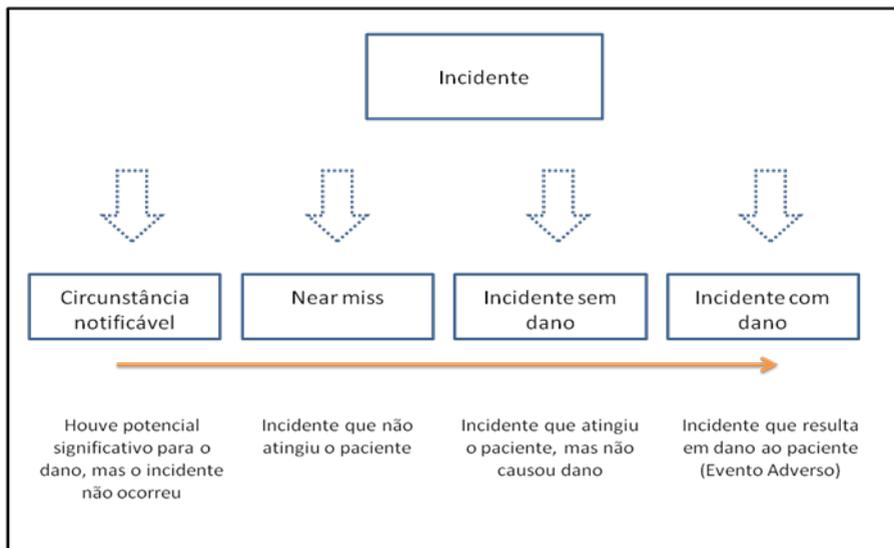 Incidente
Circunstância
notificável
Near miss
Incidente sem
dano
Incidente com
dano
Houve potencial
significativo para o
dano, mas o incidente
não ocorreu
Incidente que não
atingiu o paciente
Incidente que atingiu
o paciente, mas não
causou dano
Incidente que resulta
em dano ao paciente
(Evento Adverso)